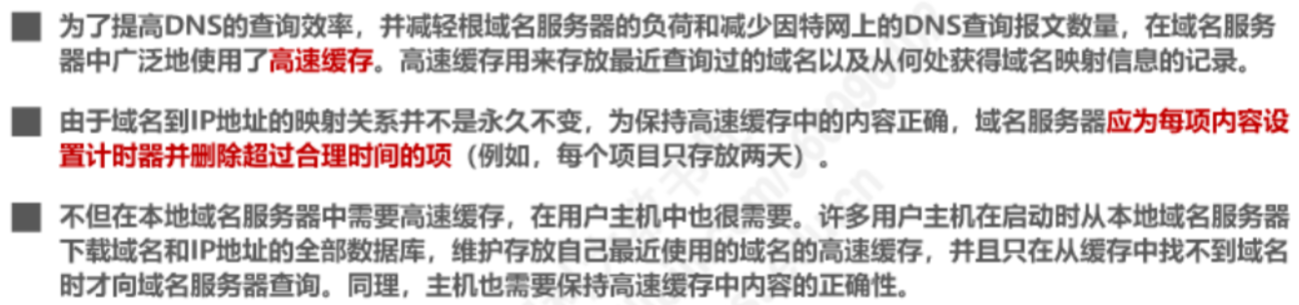 为了提高DNS的查询效率，并减轻根域名服务器的负荷和减少因特网上的DNS查询报文数量，在域名服务
器中广泛地使用了高速缓存。高速缓存用来存放最近查询过的域名以及从何处获得域名映射信息的记录。
由于域名到IP地址的映射关系并不是永久不变，为保持高速缓存中的内容正确，域名服务器应为每项内容设
置计时器并删除超过合理时间的项（例如，每个项目只存放两天）。
不但在本地域名服务器中需要高速缓存，在用户主机中也很需要。许多用户主机在启动时从本地域名服务器
下载域名和IP地址的全部数据库，维护存放自己最近使用的域名的高速缓存，并且只在从缓存中找不到域名
时才向域名服务器查询。同理，主机也需要保持高速缓存中内容的正确性。